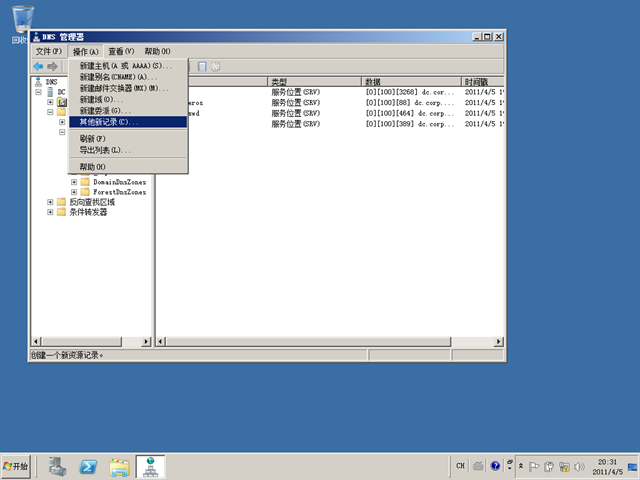 回收
DNS 管理器
文件(F) 操作(A) 查看(V) 帮助(H)
新建主机(A 或 AAAA)(S)...
新建别名(CNAME)(A)...
新建邮件交换器(MX)(M)...
新建域(O)...
新建委派(G)...
其他新记录(C)...
刷新(F)
导出列表(L)...
帮助(H)
DNS
DC
DomainDnsZones
ForestDnsZones
反向查找区域
条件转发器
类型 数据 时间戳
服务位置(SRV) [0][100][3268] dc.cor... 2011/4/5 1
服务位置(SRV) [0][100][88] dc.corp.... 2011/4/5 1
服务位置(SRV) [0][100][464] dc.corp... 2011/4/5 1
服务位置(SRV) [0][100][389] dc.corp... 2011/4/5 1
创建一个新资源记录。
开始
CH
20:31
2011/4/5